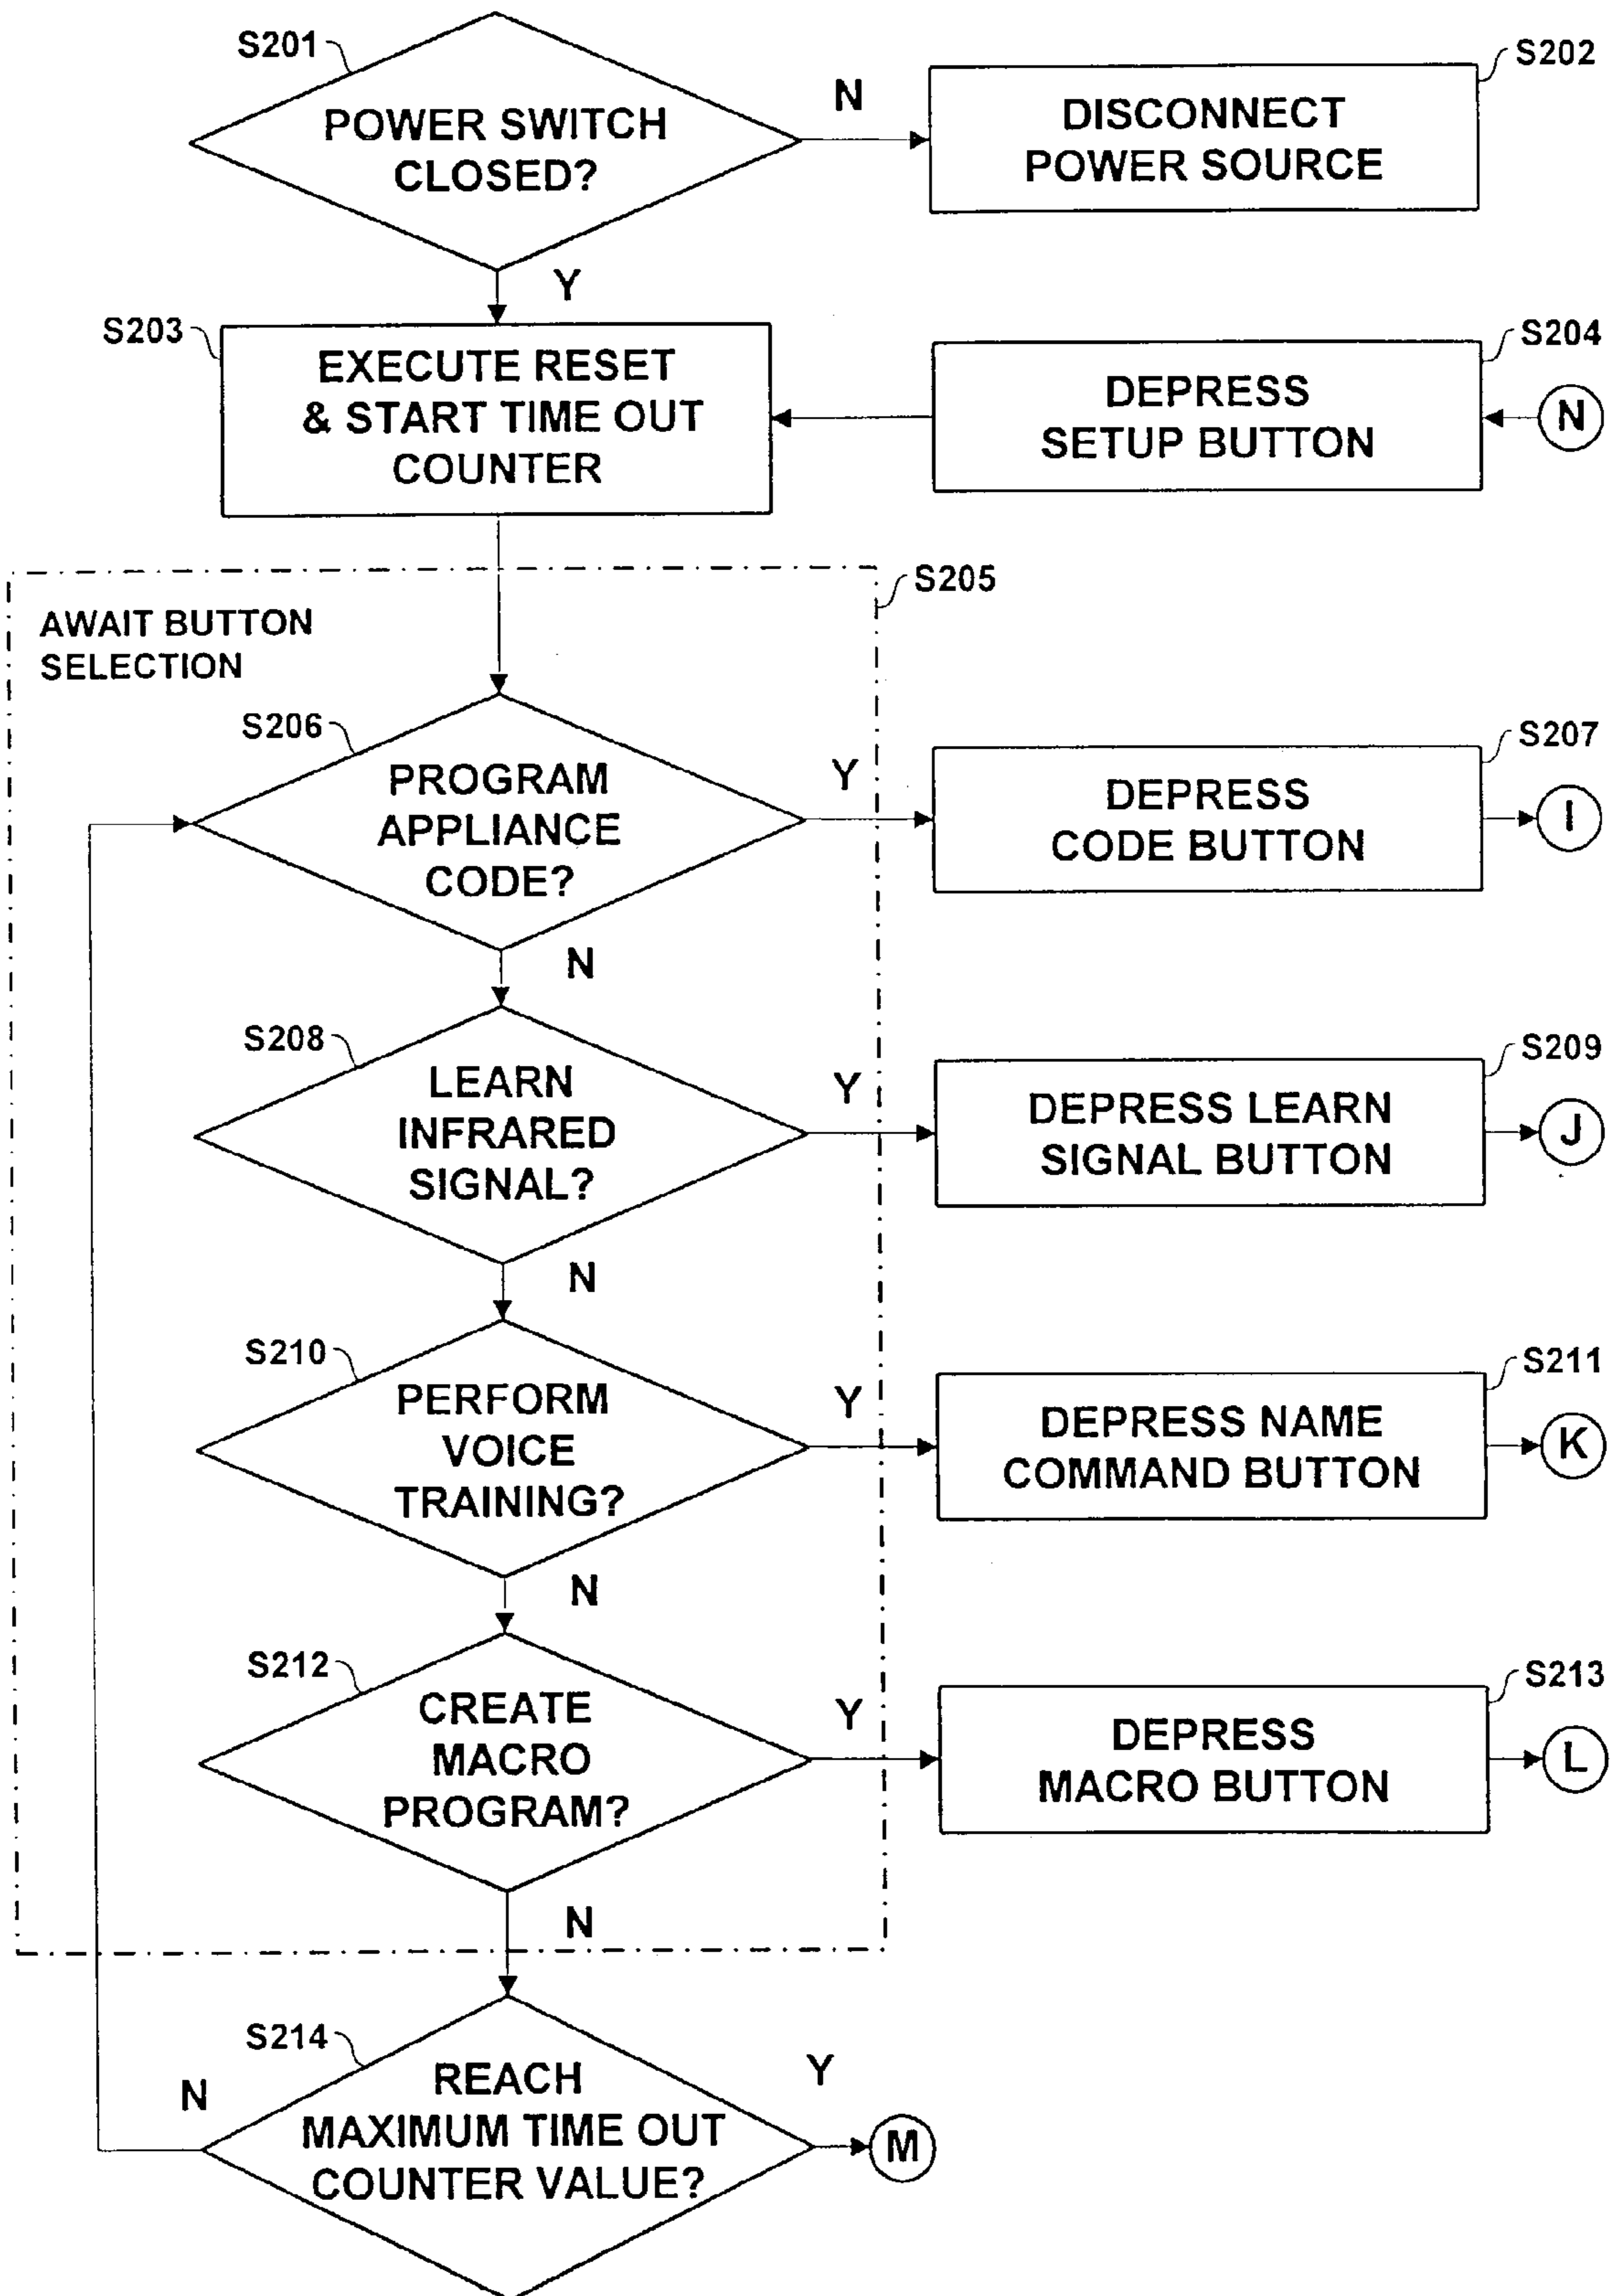 S201
POWER SWITCH
CLOSED?
N
S202
DISCONNECT
POWER SOURCE
Y
S203
EXECUTE RESET
& START TIME OUT
COUNTER
S204
DEPRESS
SETUP BUTTON
N
S205
AWAIT BUTTON
SELECTION
S206
PROGRAM
APPLIANCE
CODE?
Y
S207
DEPRESS
CODE BUTTON
I
N
S208
LEARN
INFRARED
SIGNAL?
Y
S209
DEPRESS LEARN
SIGNAL BUTTON
J
N
S210
PERFORM
VOICE
TRAINING?
Y
S211
DEPRESS NAME
COMMAND BUTTON
K
N
S212
CREATE
MACRO
PROGRAM?
Y
S213
DEPRESS
MACRO BUTTON
L
N
S214
N
REACH
MAXIMUM TIME OUT
COUNTER VALUE?
Y
M